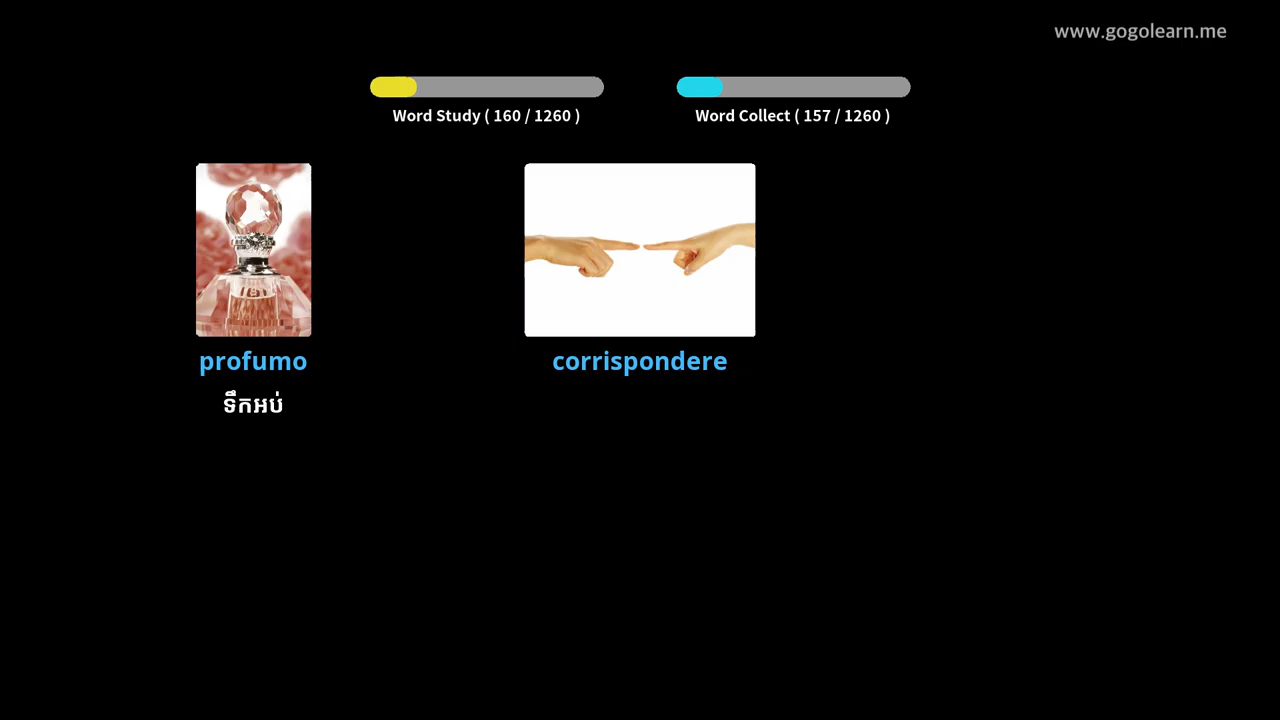 www.gogolearn.me
Word Study ( 160 / 1260 )
Word Collect ( 157 / 1260 )
profumo
ទឹកអប់
corrispondere